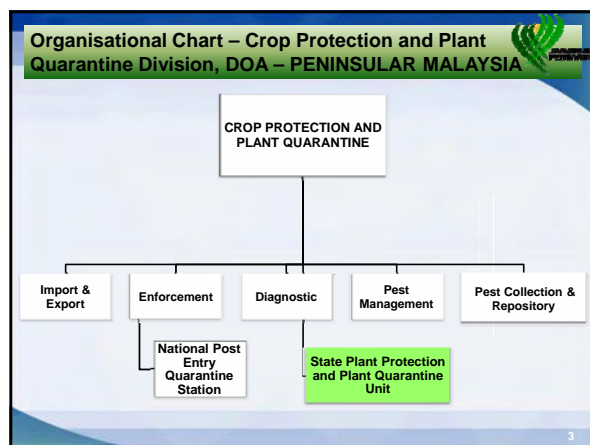 Organisational Chart – Crop Protection and Plant
Quarantine Division, DOA – PENINSULAR MALAYSIA
CROP PROTECTION AND
PLANT QUARANTINE
Import &
Export
Enforcement
Diagnostic
Pest
Management
Pest Collection &
Repository
National Post
Entry
Quarantine
Station
State Plant Protection
and Plant Quarantine
Unit
3